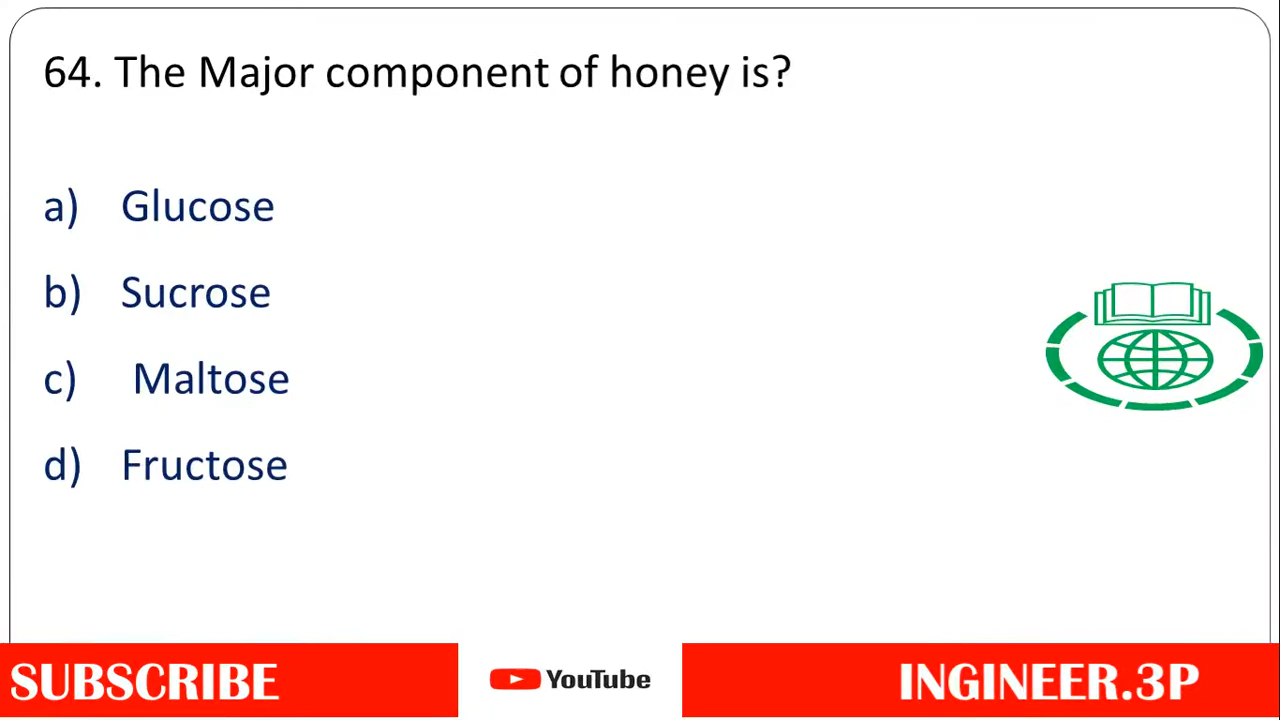 64. The Major component of honey is?
a) Glucose
b) Sucrose
c) Maltose
d) Fructose
SUBSCRIBE YouTube INGINEER.3P